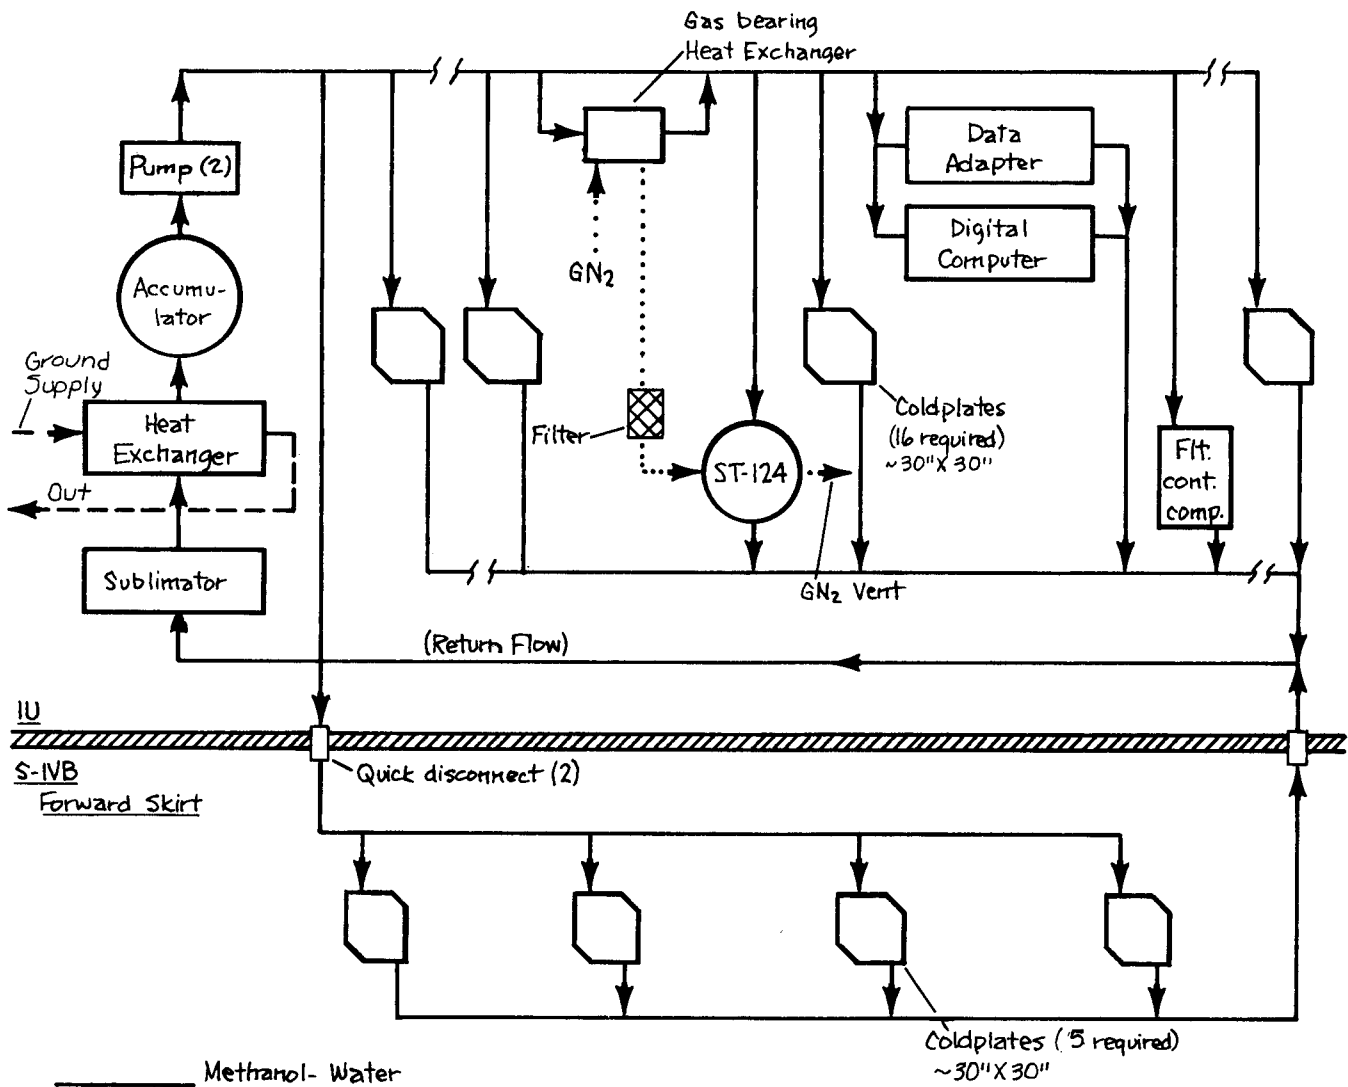 Gas bearing
Heat Exchanger
Pump (2)
Data
Adapter
Digital
Computer
GN2
Accumu-
lator
Ground
Supply
Heat
Exchanger
Filter
ST-124
Coldplates
(16 required)
~30"X30"
Flt.
cont.
comp.
Out
Sublimator
GN2 Vent
(Return Flow)
IU
S-IVB
Forward Skirt
Quick disconnect (2)
Coldplates (5 required)
~30"X30"
Methanol-Water